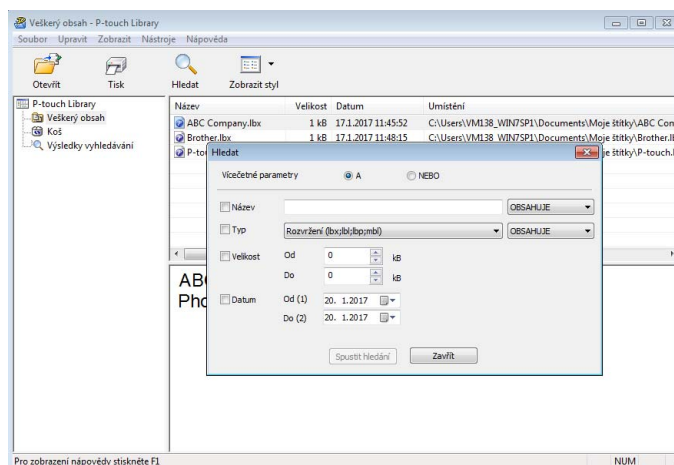 Veškerý obsah - P-touch Library
Soubor Upravit Zobrazit Nástroje Nápověda
Otevřít Tisk Hledat Zobrazit styl
P-touch Library
Veškerý obsah
Koš
Výsledky vyhledávání
Název Velikost Datum Umístění
ABC Company.lbx 1 kB 17.1.2017 11:45:52 C:\Users\VM138_WIN7SP1\Documents\Moje štítky\ABC Com
Brother.lbx 1 kB 17.1.2017 11:48:15 C:\Users\VM138_WIN7SP1\Documents\Moje štítky\Brother.lb
P-tou je štítky\P-touch.l
Hledat
Vícečetné parametry A NEBO
Název OBSAHUJE
Typ Rozvržení (lbx;lbl;lbp;mbl) OBSAHUJE
Velikost Od 0 kB
Do 0 kB
Datum Od (1) 20. 1.2017
Do (2) 20. 1.2017
Spustit hledání Zavřít
AB
Pho
Pro zobrazení nápovědy stiskněte F1 NUM